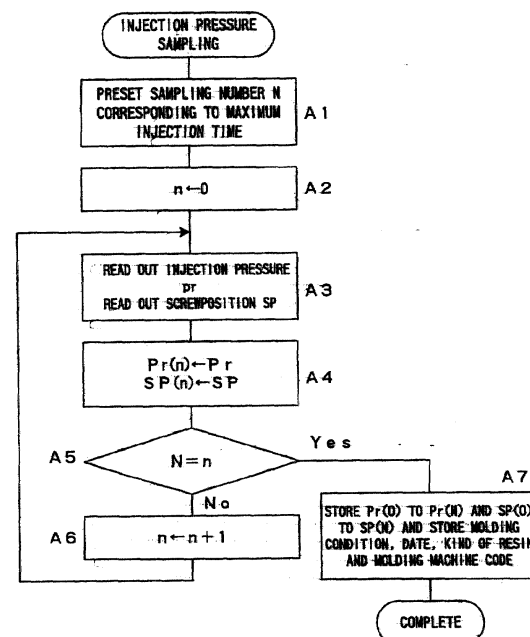 INJECTION PRESSURE
SAMPLING
PRESET SAMPLING NUMBER N
CORRESPONDING TO MAXIMUM
INJECTION TIME
A1
n←0
A2
READ OUT INJECTION PRESSURE
pr
READ OUT SCREWPOSITION SP
A3
Pr(n)←Pr
SP(n)←SP
A4
A5
N=n
Yes
No
A6
n←n+1
A7
STORE Pr(0) TO Pr(N) AND SP(0)
TO SP(N) AND STORE MOLDING
CONDITION, DATE, KIND OF RESIN
AND MOLDING MACHINE CODE
COMPLETE